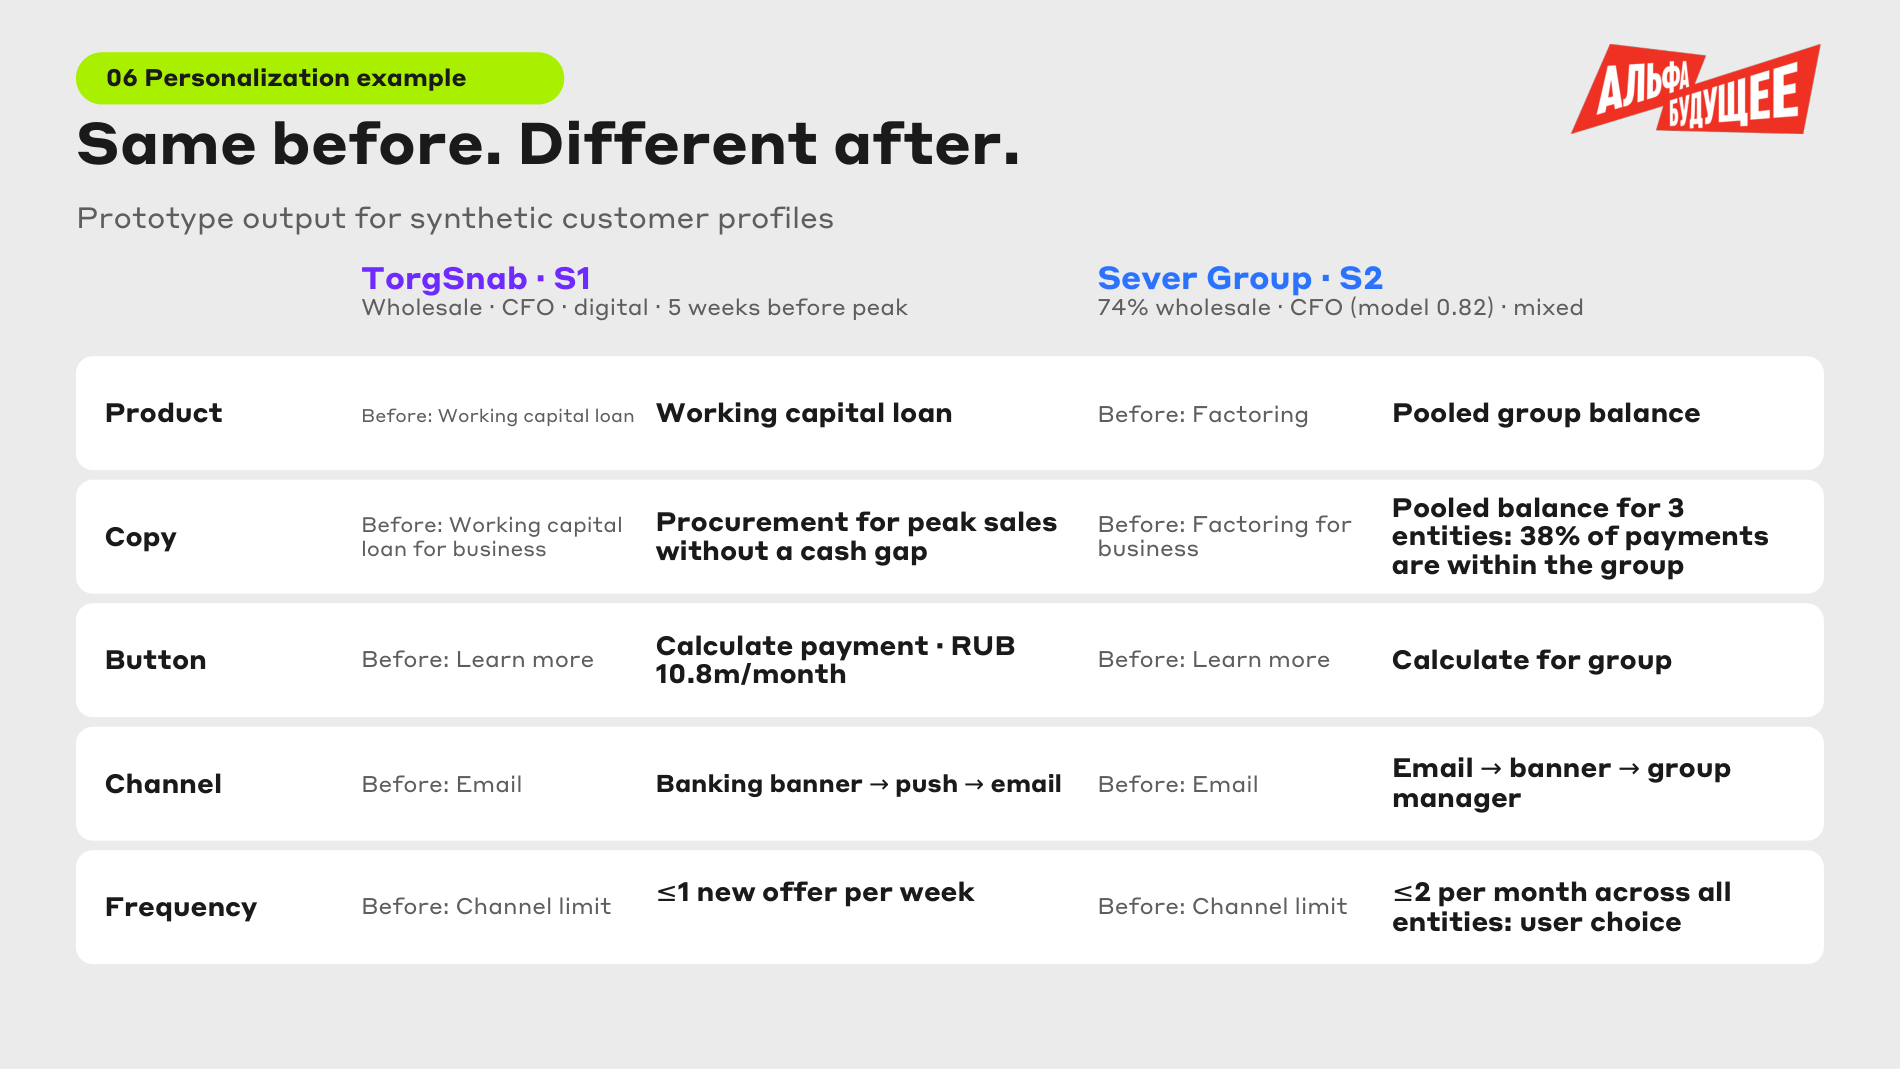 06 Personalization example
АЛЬФА
БУДУЩЕЕ
Same before. Different after.
Prototype output for synthetic customer profiles
TorgSnab · S1
Wholesale · CFO · digital · 5 weeks before peak
Sever Group · S2
74% wholesale · CFO (model 0.82) · mixed
Product
Before: Working capital loan
Working capital loan
Before: Factoring
Pooled group balance
Copy
Before: Working capital
loan for business
Procurement for peak sales
without a cash gap
Before: Factoring for
business
Pooled balance for 3
entities: 38% of payments
are within the group
Button
Before: Learn more
Calculate payment · RUB
10.8m/month
Before: Learn more
Calculate for group
Channel
Before: Email
Banking banner → push → email
Before: Email
Email → banner → group
manager
Frequency
Before: Channel limit
≤1 new offer per week
Before: Channel limit
≤2 per month across all
entities: user choice